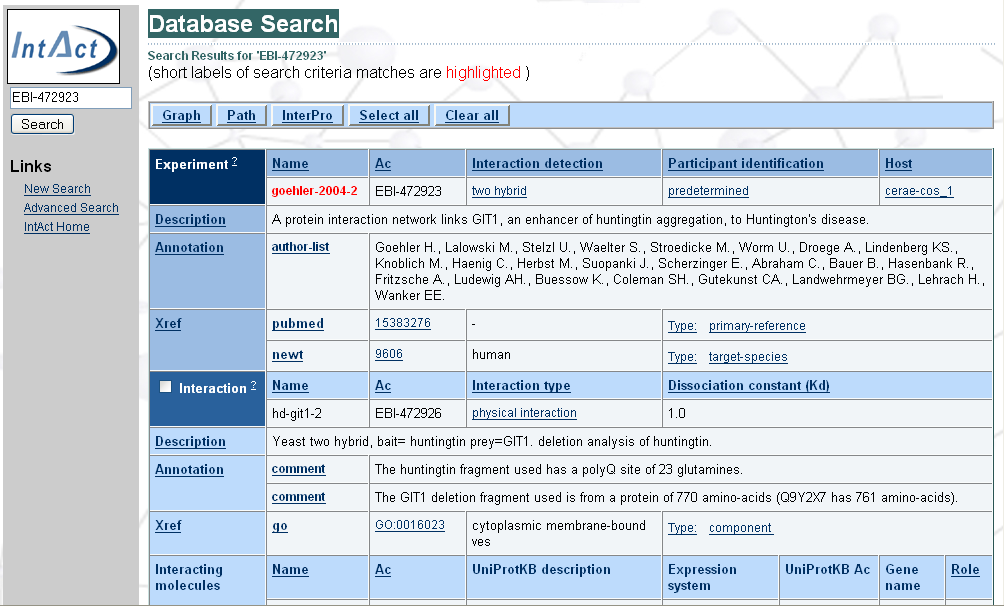 IntAct
EBI-472923
Search
Links
New Search
Advanced Search
IntAct Home
Database Search
Search Results for 'EBI-472923'
(short labels of search criteria matches are highlighted )
Graph Path InterPro Select all Clear all
Experiment ? Name Ac Interaction detection Participant identification Host
goehler-2004-2 EBI-472923 two hybrid predetermined cerae-cos_1
Description A protein interaction network links GIT1, an enhancer of huntingtin aggregation, to Huntington's disease.
Annotation author-list Goehler H., Lalowski M., Stelzl U., Waelter S., Stroedicke M., Worm U., Droege A., Lindenberg KS.,
Knoblich M., Haenig C., Herbst M., Suopanki J., Scherzinger E., Abraham C., Bauer B., Hasenbank R.,
Fritzsche A., Ludewig AH., Buessow K., Coleman SH., Gutekunst CA., Landwehrmeyer BG., Lehrach H.,
Wanker EE.
Xref pubmed 15383276 - Type: primary-reference
newt 9606 human Type: target-species
Interaction ? Name Ac Interaction type Dissociation constant (Kd)
hd-git1-2 EBI-472926 physical interaction 1.0
Description Yeast two hybrid, bait= huntingtin prey=GIT1. deletion analysis of huntingtin.
Annotation comment The huntingtin fragment used has a polyQ site of 23 glutamines.
comment The GIT1 deletion fragment used is from a protein of 770 amino-acids (Q9Y2X7 has 761 amino-acids).
Xref go GO:0016023 cytoplasmic membrane-bound Type: component
ves
Interacting Name Ac UniProtKB description Expression UniProtKB Ac Gene Role
molecules system name